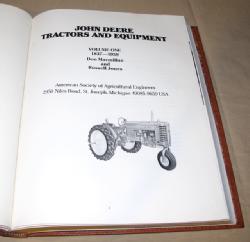 JOHN DEERE
TRACTORS AND EQUIPMENT
VOLUME ONE
1837—1959
Don Macmillan
and
Russell Jones
American Society of Agricultural Engineers
2950 Niles Road, St. Joseph, Michigan 49085-9659 USA